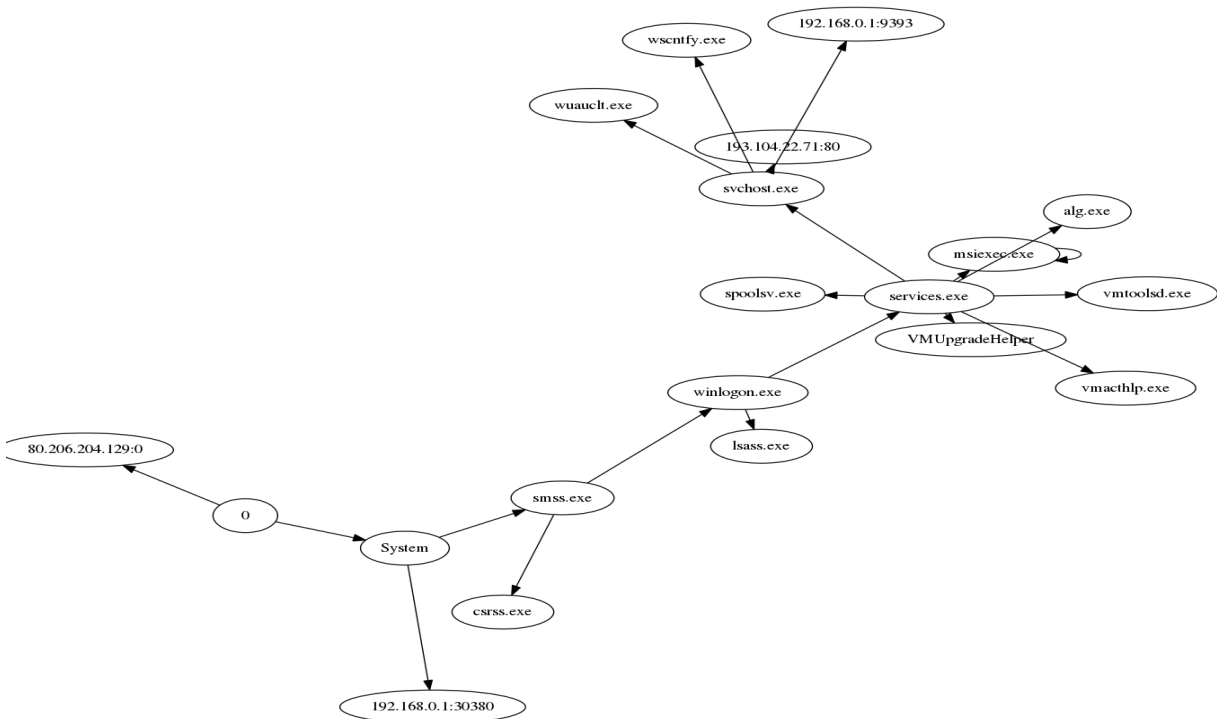 192.168.0.1:9393
wscntfy.exe
wuauclt.exe
193.104.22.71:80
svchost.exe
alg.exe
msiexec.exe
spoolsv.exe
services.exe
vmtoolsd.exe
VMUpgradeHelper
vmacthlp.exe
winlogon.exe
lsass.exe
80.206.204.129:0
smss.exe
0
System
csrss.exe
192.168.0.1:30380